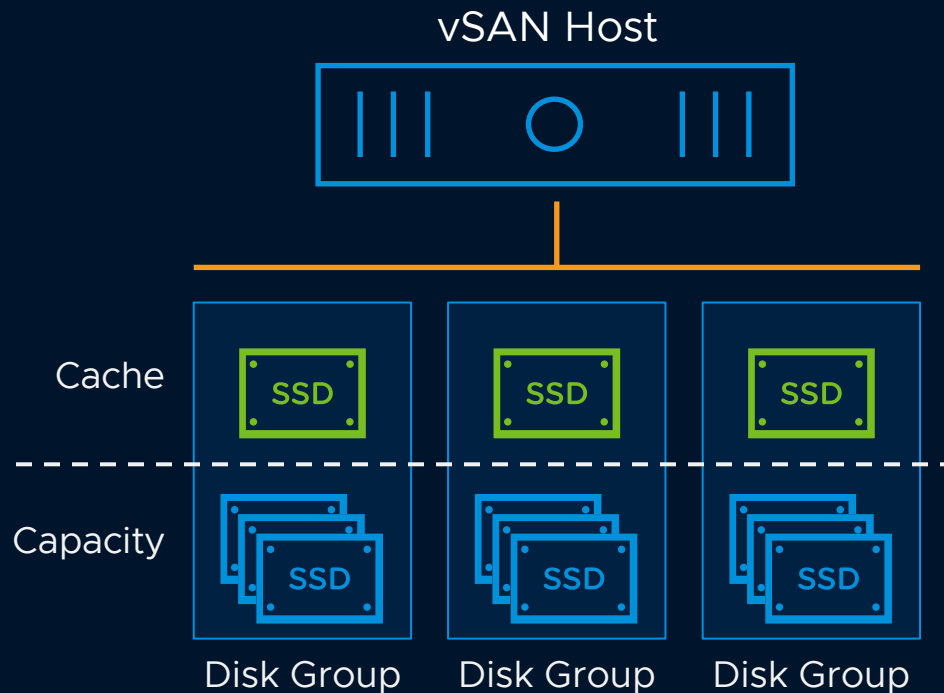 vSAN Host
Cache
SSD
SSD
SSD
Capacity
SSD
SSD
SSD
Disk Group
Disk Group
Disk Group